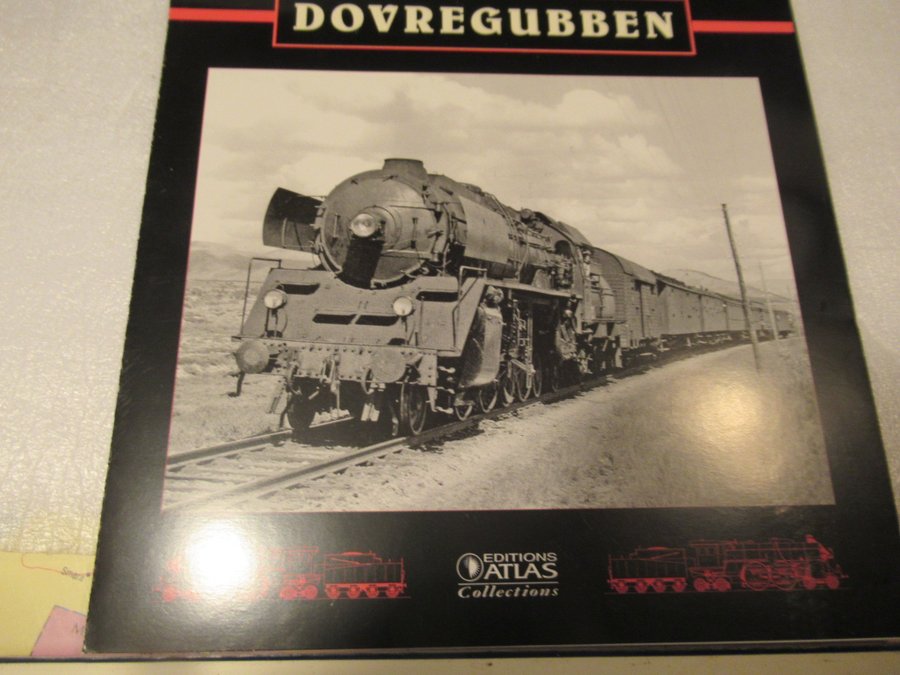 DOVREGUBBEN
EDITIONS
ATLAS
Collections